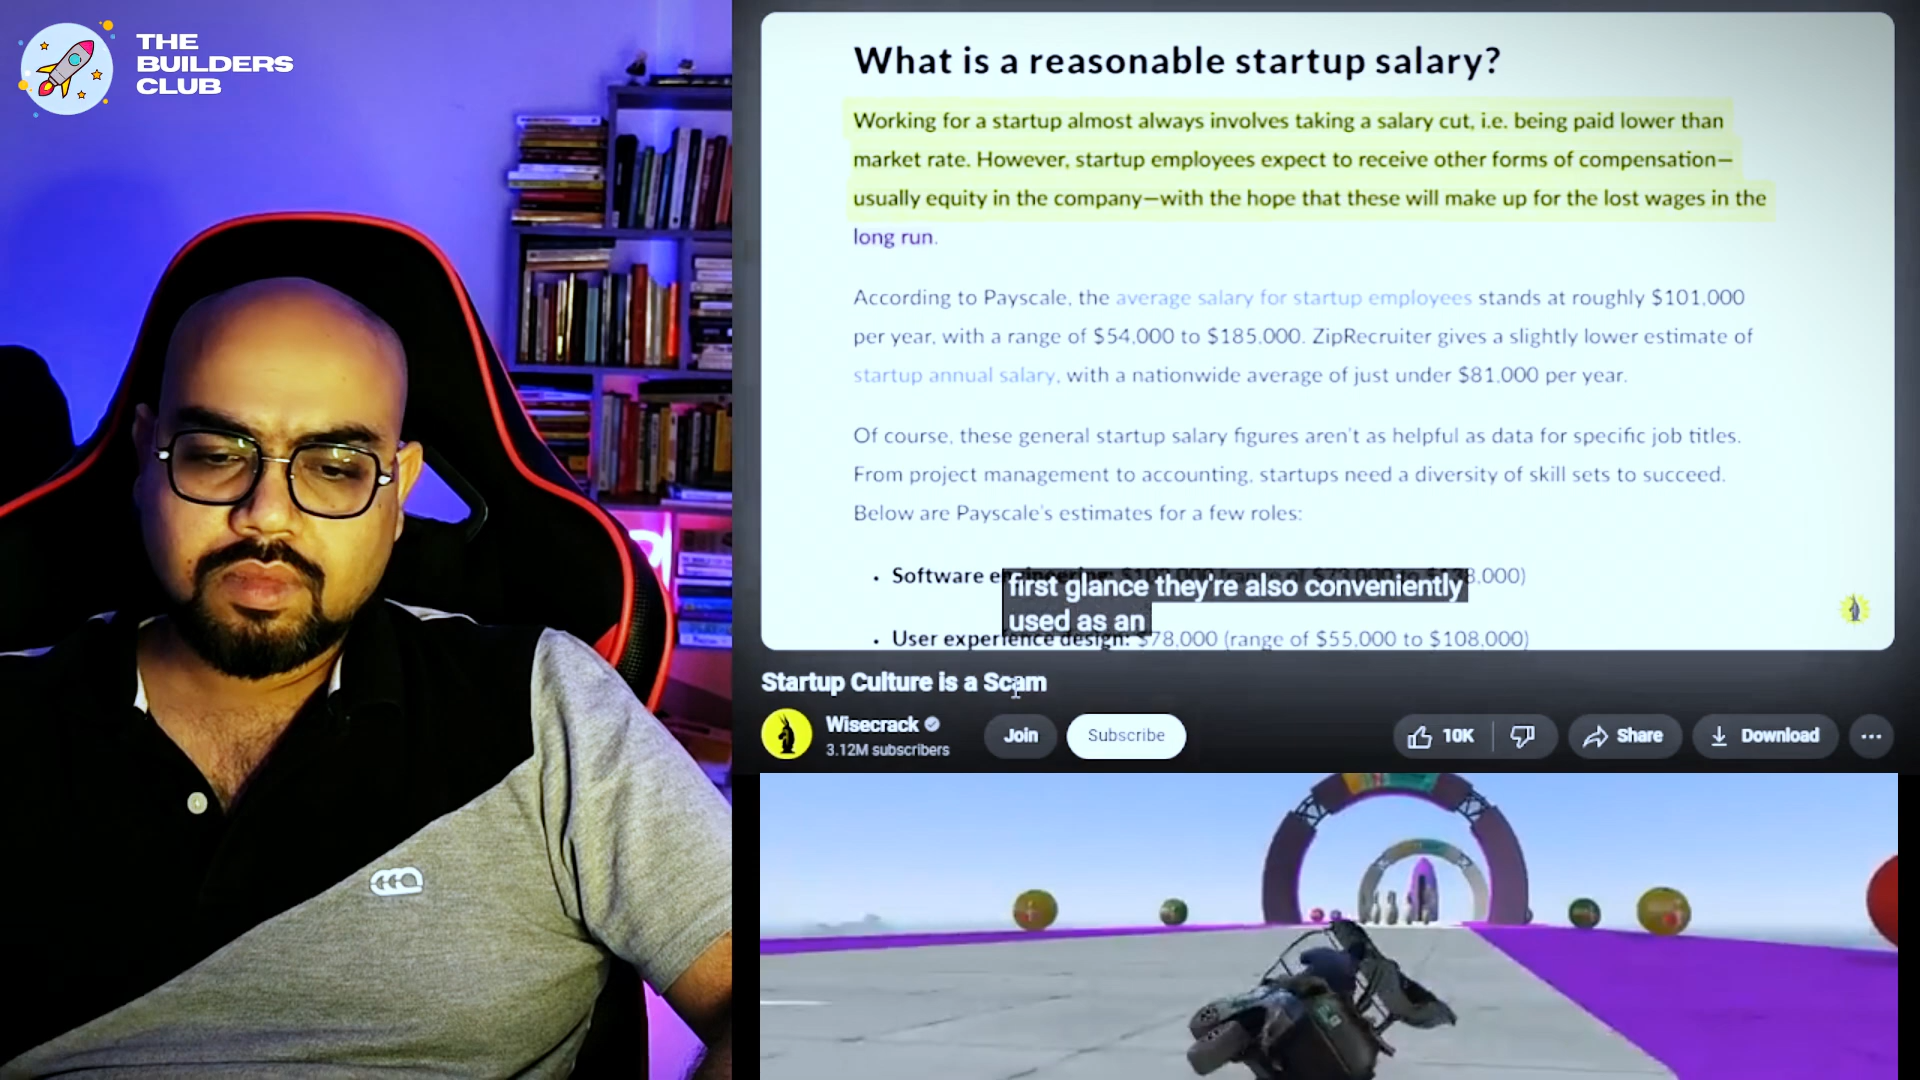 THE
BUILDERS
CLUB
What is a reasonable startup salary?
Working for a startup almost always involves taking a salary cut, i.e. being paid lower than
market rate. However, startup employees expect to receive other forms of compensation—
usually equity in the company—with the hope that these will make up for the lost wages in the
long run.
According to Payscale, the average salary for startup employees stands at roughly $101,000
per year, with a range of $54,000 to $185,000. ZipRecruiter gives a slightly lower estimate of
startup annual salary, with a nationwide average of just under $81,000 per year.
Of course, these general startup salary figures aren't as helpful as data for specific job titles.
From project management to accounting, startups need a diversity of skill sets to succeed.
Below are Payscale's estimates for a few roles:
• Software
first glance they're also conveniently
used as an
• User experience design: $78,000 (range of $55,000 to $108,000)
Startup Culture is a Scam
Wisecrack
3.12M subscribers
Join
Subscribe
10K
Share
Download